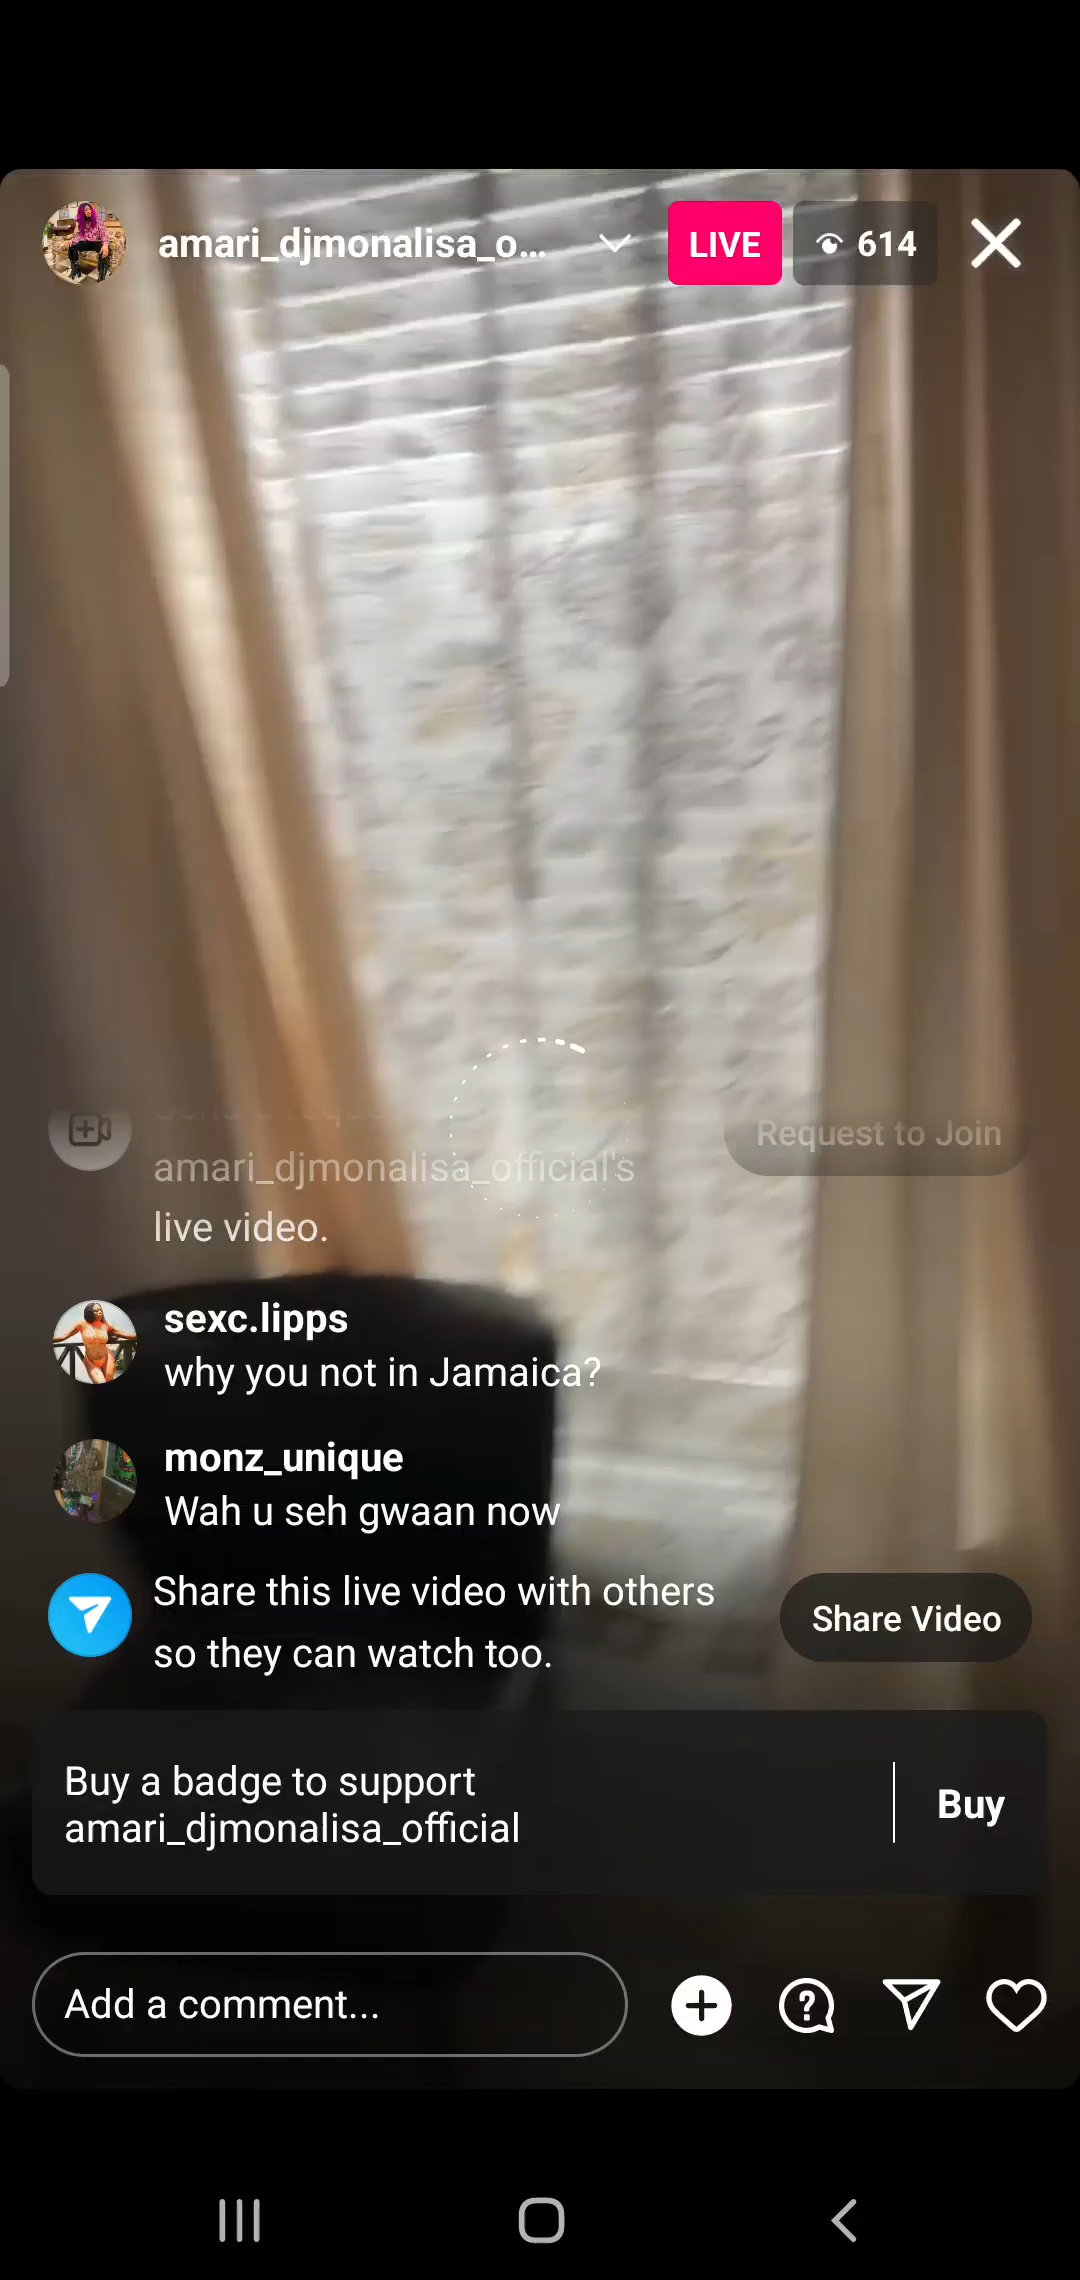 amari_djmonalisa_o...
LIVE
614
Request to Join
amari_djmonalisa_official's
live video.
sexc.lipps
why you not in Jamaica?
monz_unique
Wah u seh gwaan now
Share this live video with others
so they can watch too.
Share Video
Buy a badge to support
amari_djmonalisa_official
Buy
Add a comment...